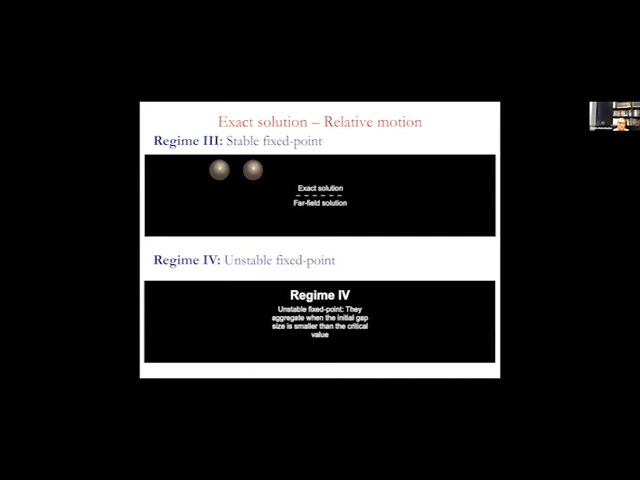 Exact solution – Relative motion
Regime III: Stable fixed-point
Exact solution
Far-field solution
Regime IV: Unstable fixed-point
Regime IV
Unstable fixed-point: They
aggregate when the initial gap
size is smaller than the critical
value